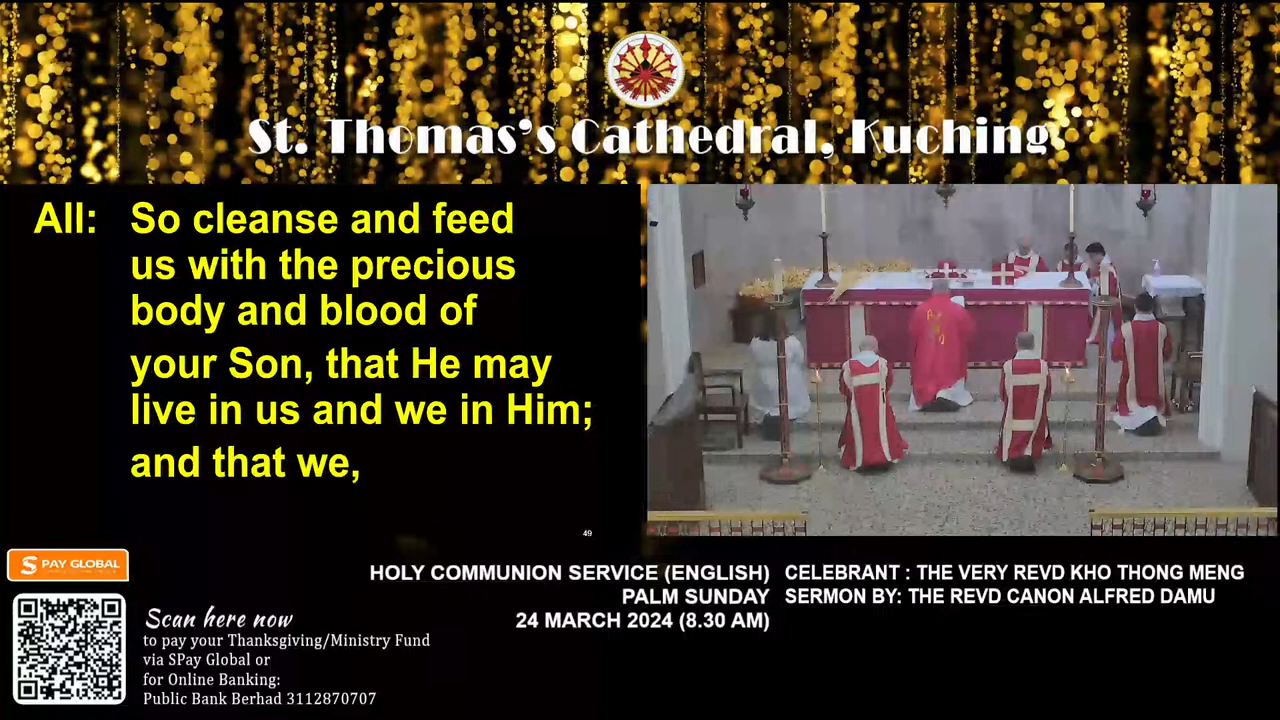 St. Thomas's Cathedral, Kuching
All: So cleanse and feed
us with the precious
body and blood of
your Son, that He may
live in us and we in Him;
and that we,
49
S PAY GLOBAL
Scan here now
to pay your Thanksgiving/Ministry Fund
via SPay Global or
for Online Banking:
Public Bank Berhad 3112870707
HOLY COMMUNION SERVICE (ENGLISH)
PALM SUNDAY
24 MARCH 2024 (8.30 AM)
CELEBRANT : THE VERY REVD KHO THONG MENG
SERMON BY: THE REVD CANON ALFRED DAMU